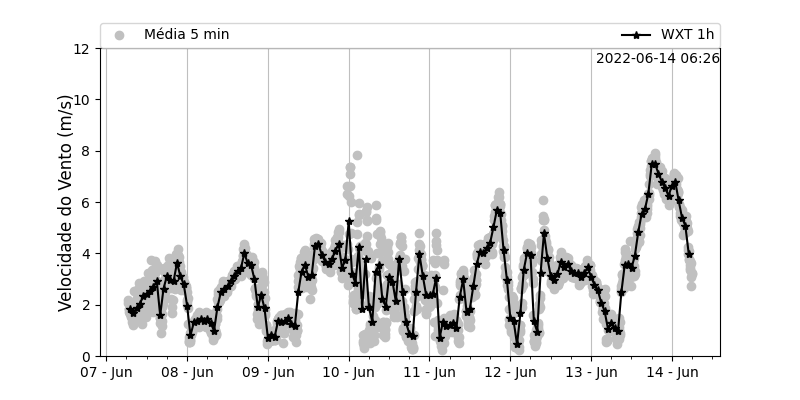 Média 5 min
WXT 1h
2022-06-14 06:26
Velocidade do Vento (m/s)
12
10
8
6
4
2
0
07 - Jun 08 - Jun 09 - Jun 10 - Jun 11 - Jun 12 - Jun 13 - Jun 14 - Jun